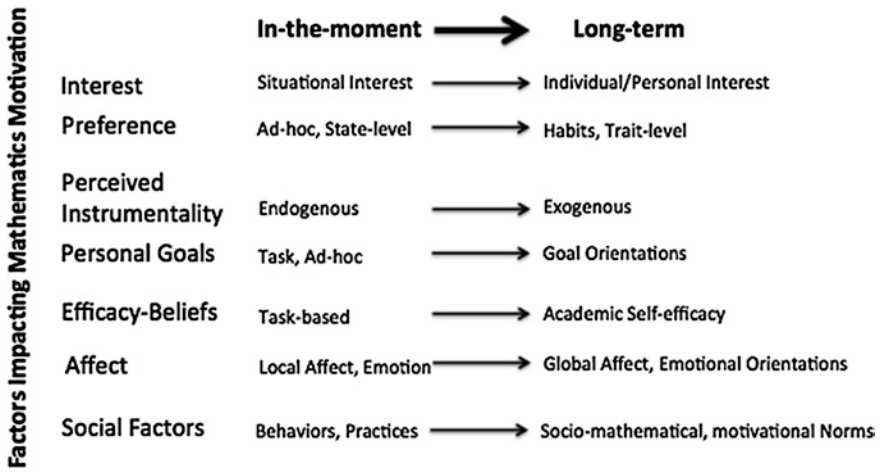 Factors Impacting Mathematics Motivation
In-the-moment Long-term
Interest Situational Interest Individual/Personal Interest
Preference Ad-hoc, State-level Habits, Trait-level
Perceived
Instrumentality Endogenous Exogenous
Personal Goals Task, Ad-hoc Goal Orientations
Efficacy-Beliefs Task-based Academic Self-efficacy
Affect Local Affect, Emotion Global Affect, Emotional Orientations
Social Factors Behaviors, Practices Socio-mathematical, motivational Norms